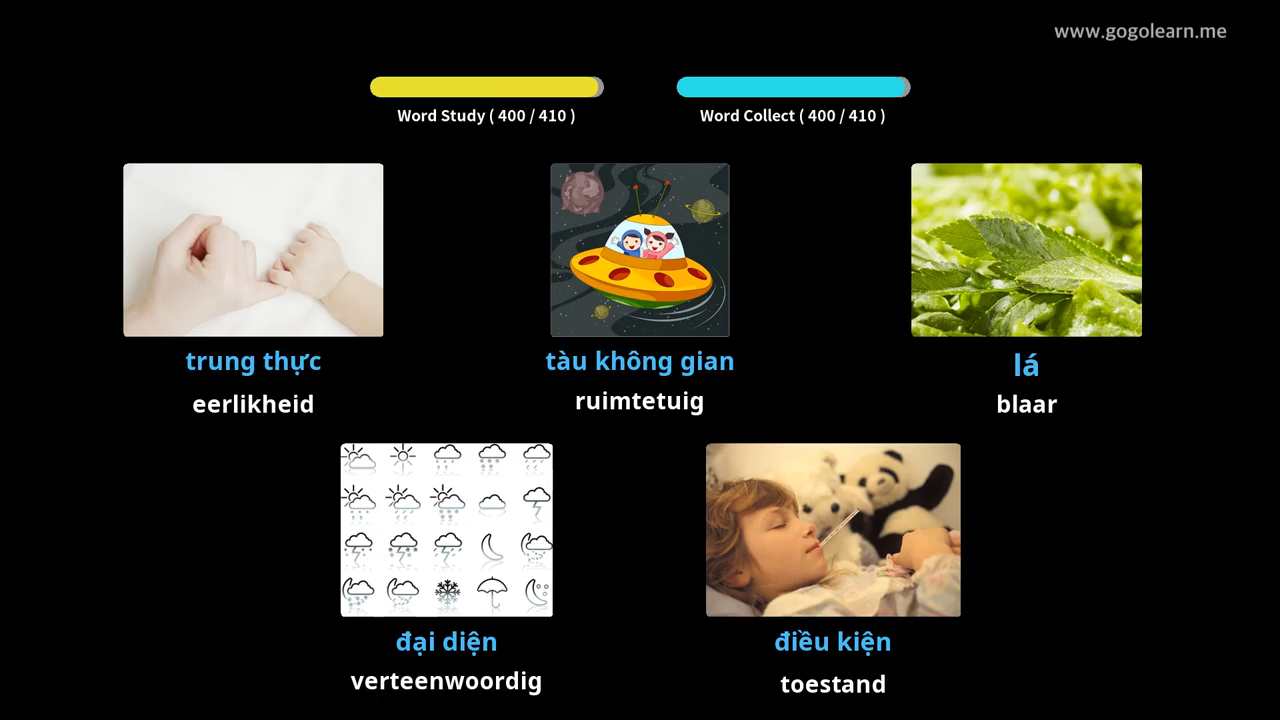 www.gogolearn.me
Word Study ( 400 / 410 )
Word Collect ( 400 / 410 )
trung thực
eerlikheid
tàu không gian
ruimtetuig
lá
blaar
đại diện
verteenwoordig
điều kiện
toestand